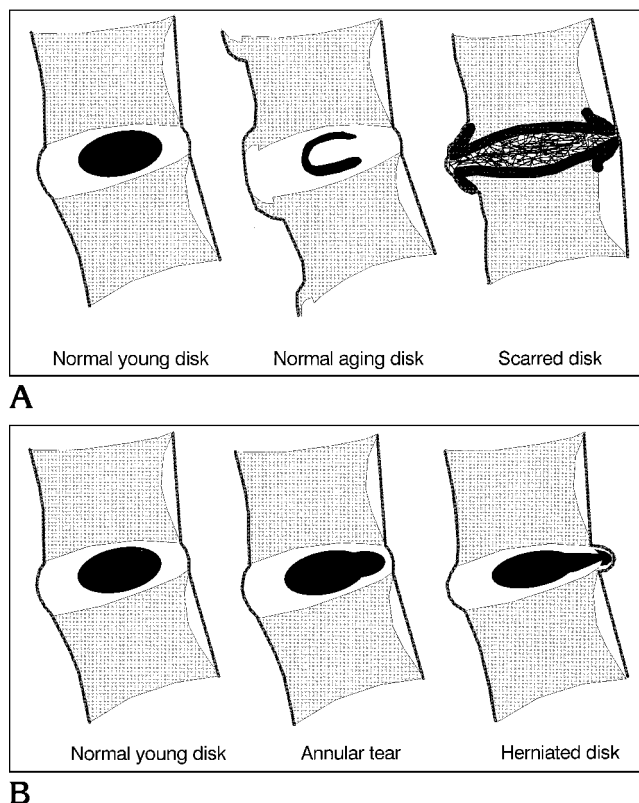 Normal young disk Normal aging disk Scarred disk
A
Normal young disk Annular tear Herniated disk
B